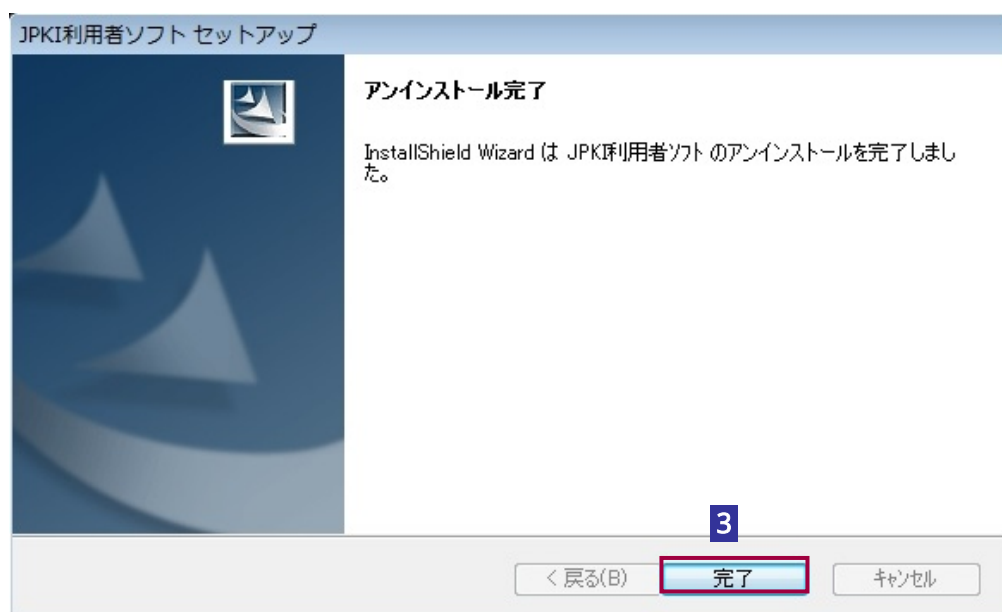 JPKI利用者ソフト セットアップ
アンインストール完了
InstallShield Wizard は JPKI利用者ソフト のアンインストールを完了しまし
た。
3
< 戻る(B)
完了
キャンセル